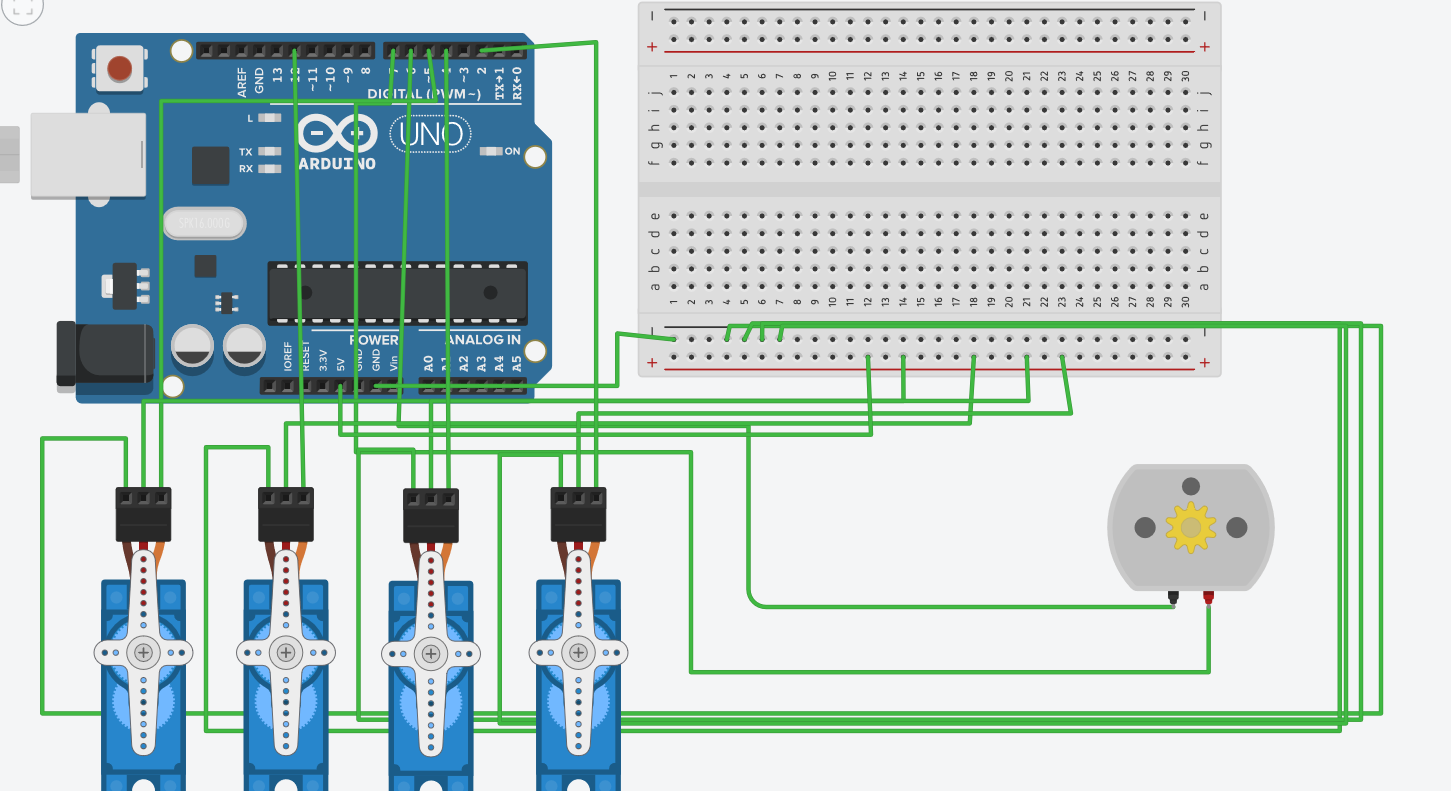 AREF
GND
13
12
~11
~10
~9
8
7
6
~5
4
~3
2
TX→1
RX←0
DIGITAL (PWM~)
L
TX
RX
ARDUINO
UNO
ON
SPK16.000G
POWER
ANALOG IN
IOREF
RESET
3.3V
5V
GND
GND
Vin
A0
A1
A2
A3
A4
A5
− −
+ +
1 2 3 4 5 6 7 8 9 10 11 12 13 14 15 16 17 18 19 20 21 22 23 24 25 26 27 28 29 30
j j
i i
h h
g g
f f
e e
d d
c c
b b
a a
1 2 3 4 5 6 7 8 9 10 11 12 13 14 15 16 17 18 19 20 21 22 23 24 25 26 27 28 29 30
− −
+ +